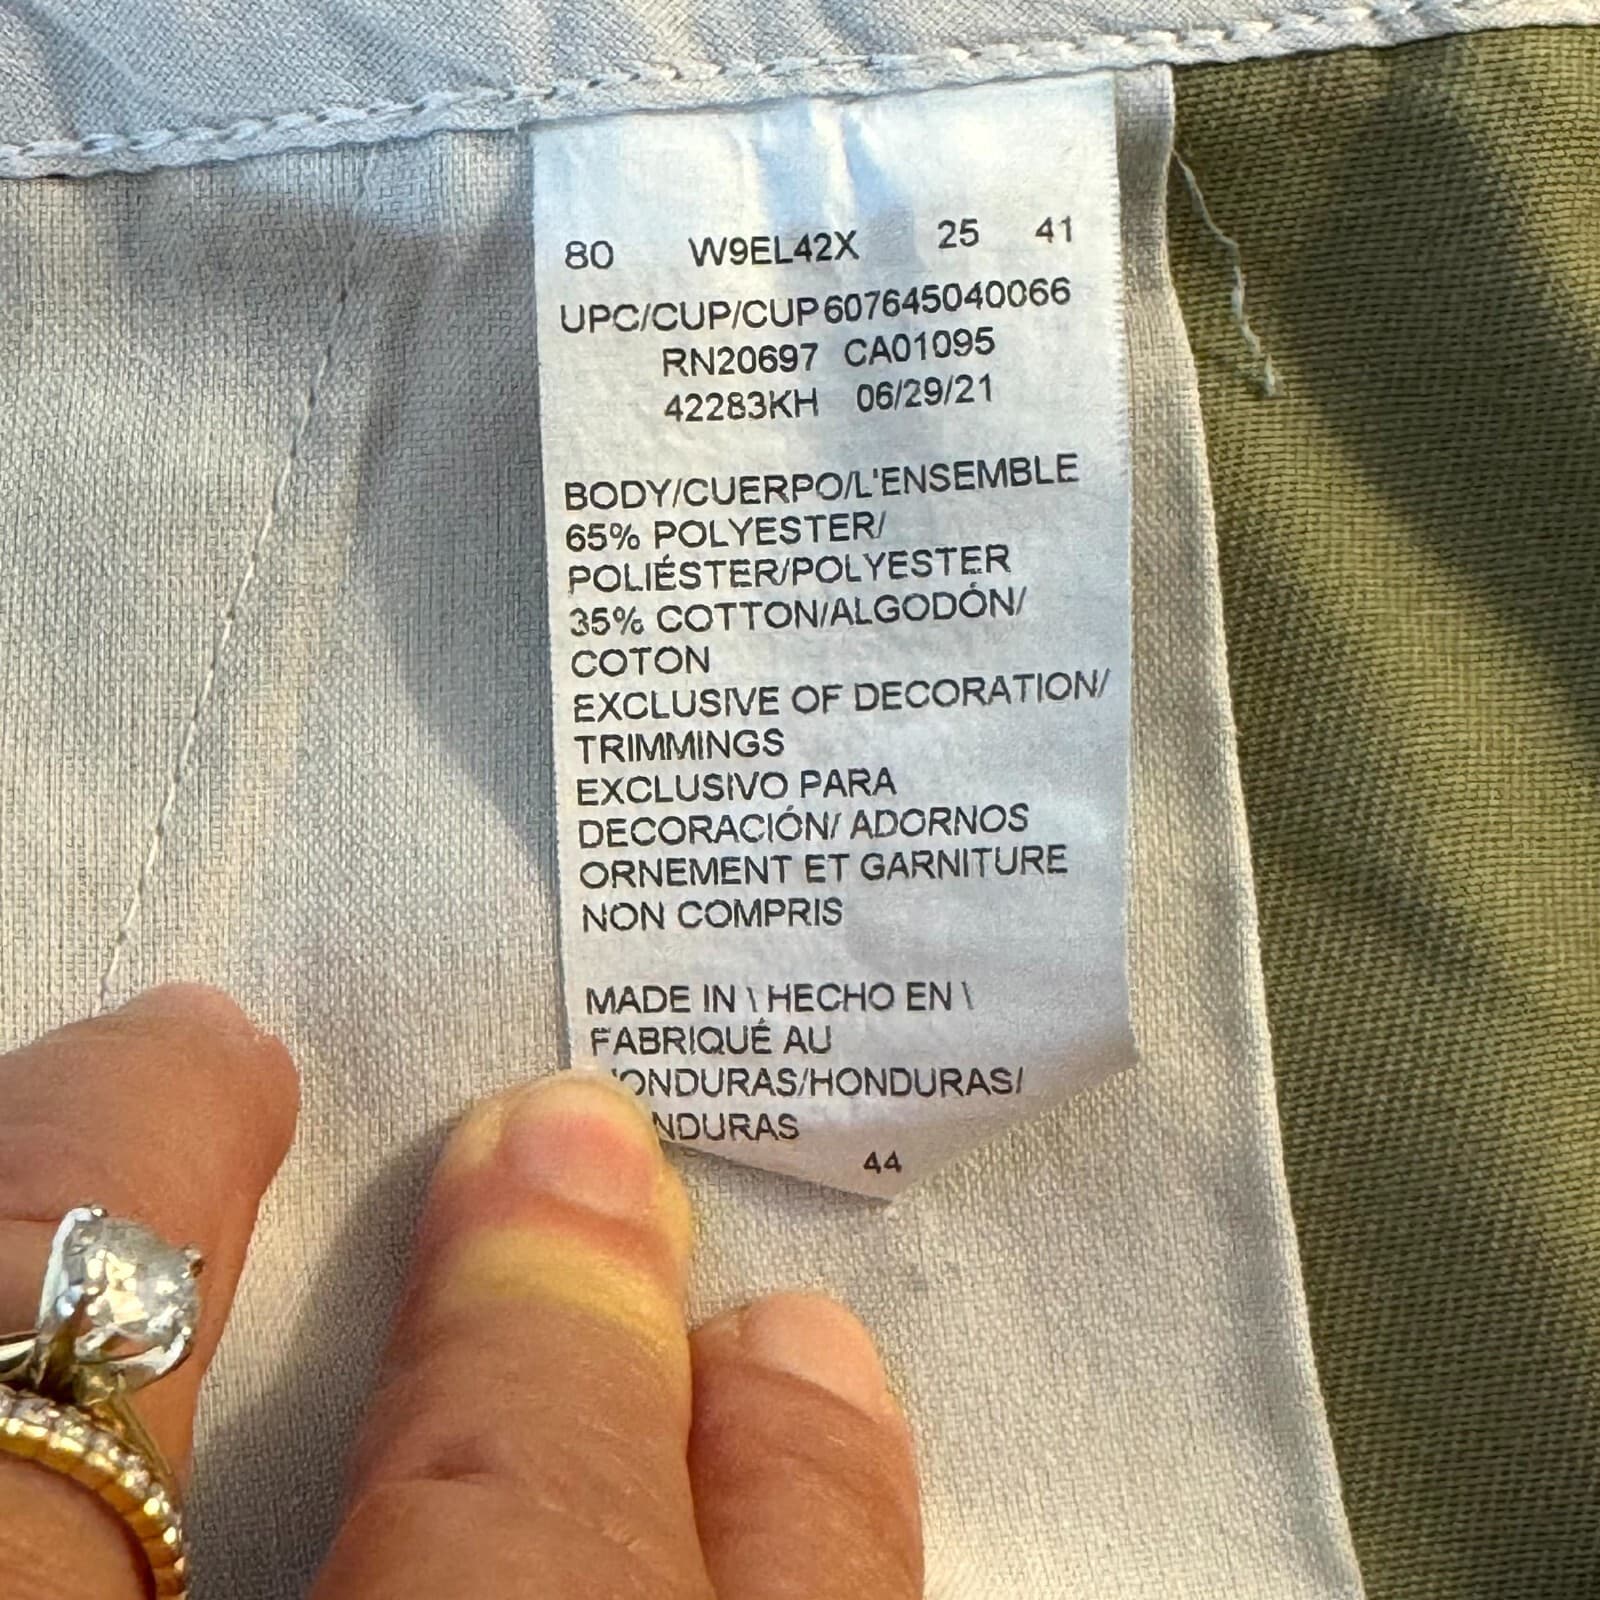 80 W9EL42X 25 41
UPC/CUP/CUP 607645040066
RN20697 CA01095
42283KH 06/29/21
BODY/CUERPO/L'ENSEMBLE
65% POLYESTER/
POLIÉSTER/POLYESTER
35% COTTON/ALGODÓN/
COTON
EXCLUSIVE OF DECORATION/
TRIMMINGS
EXCLUSIVO PARA
DECORACIÓN/ ADORNOS
ORNEMENT ET GARNITURE
NON COMPRIS
MADE IN \ HECHO EN \
FABRIQUÉ AU
ONDURAS/HONDURAS/
NDURAS
44